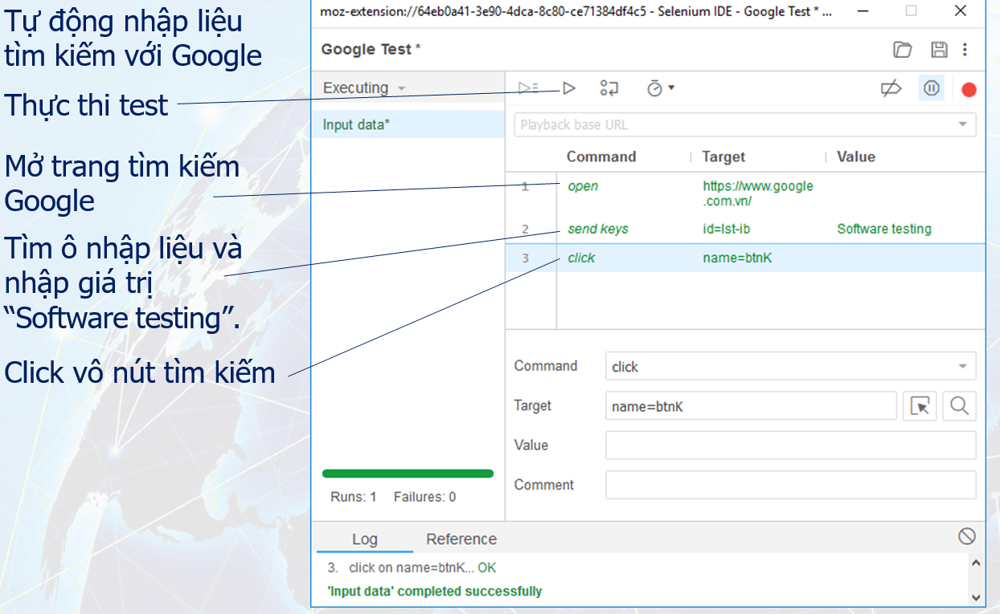 Tự động nhập liệu
tìm kiếm với Google
Thực thi test
Mở trang tìm kiếm
Google
Tìm ô nhập liệu và
nhập giá trị
“Software testing”.
Click vô nút tìm kiếm
moz-extension://64eb0a41-3e90-4dca-8c80-ce71384df4c5 - Selenium IDE - Google Test * ...
Google Test *
Executing
Input data*
Playback base URL
Command Target Value
1 open https://www.google
.com.vn/
2 send keys id=lst-ib Software testing
3 click name=btnK
Command click
Target name=btnK
Value
Comment
Runs: 1 Failures: 0
Log Reference
3. click on name=btnK... OK
'Input data' completed successfully